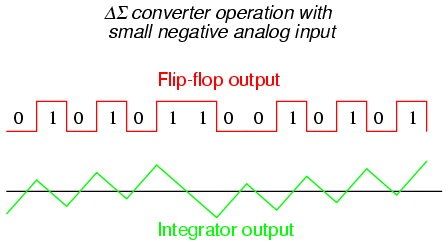 ΔΣ converter operation with
small negative analog input
Flip-flop output
0 1 0 1 0 1 1 0 0 1 0 1 0 1
Integrator output